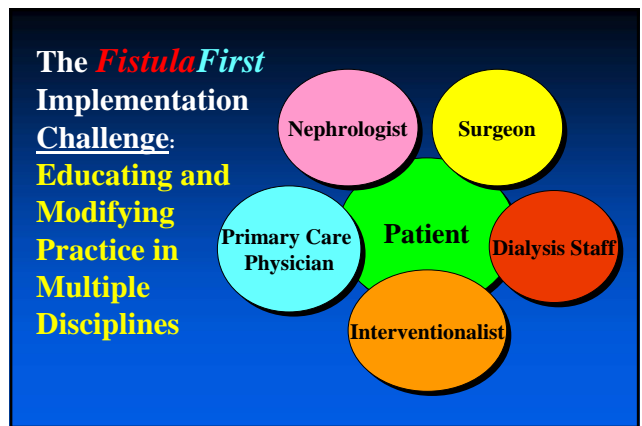 The FistulaFirst
Implementation
Challenge:
Educating and
Modifying
Practice in
Multiple
Disciplines
Nephrologist
Surgeon
Primary Care
Physician
Patient
Dialysis Staff
Interventionalist